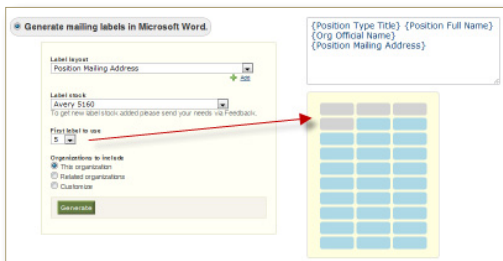 Generate mailing labels in Microsoft Word.
Label layout
Position Mailing Address
Add
Label stock
Avery 5160
To get new label stock added please send your needs via Feedback.
First label to use
5
Organizations to include
This organization
Related organizations
Customize
Generate
{Position Type Title} {Position Full Name}
{Org Official Name}
{Position Mailing Address}